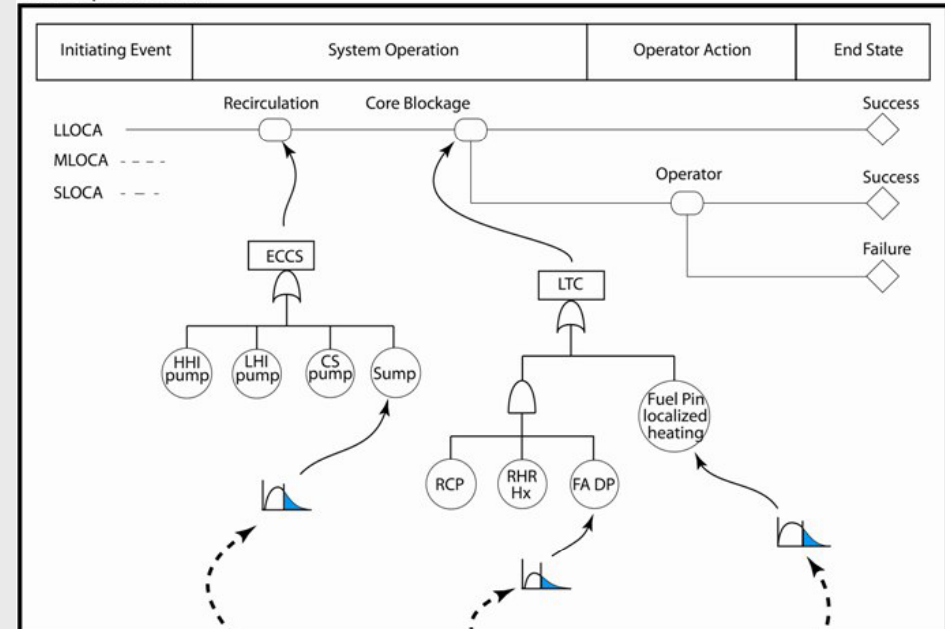 Initiating Event
System Operation
Operator Action
End State
Recirculation
Core Blockage
Success
LLOCA
MLOCA
SLOCA
Operator
Success
Failure
ECCS
LTC
HHI
pump
LHI
pump
CS
pump
Sump
Fuel Pin
localized
heating
RCP
RHR
Hx
FA DP